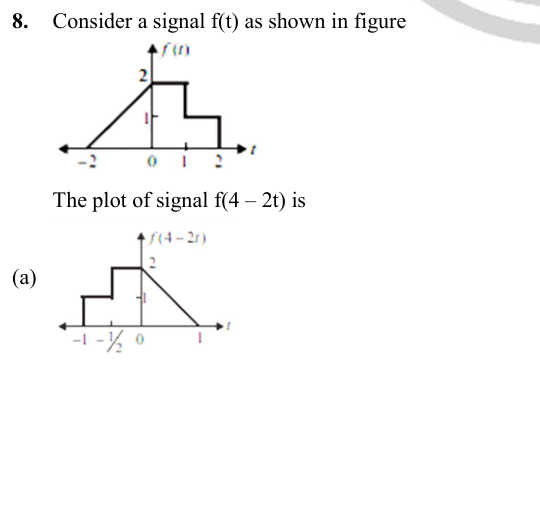 8. Consider a signal f(t) as shown in figure
f(t)
2
1
-2 0 1 2 t
The plot of signal f(4 – 2t) is
(a)
f(4-2t)
2
1
-1 -1/2 0 1 t